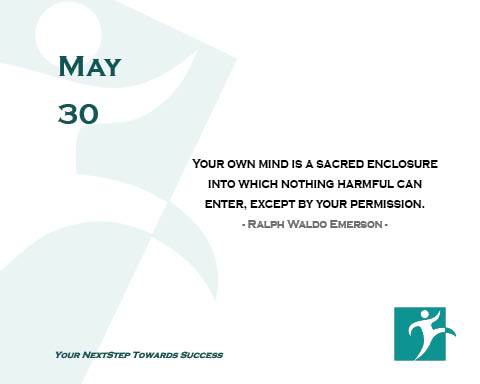 May
30
Your own mind is a sacred enclosure
into which nothing harmful can
enter, except by your permission.
- Ralph Waldo Emerson -
Your NextStep Towards Success